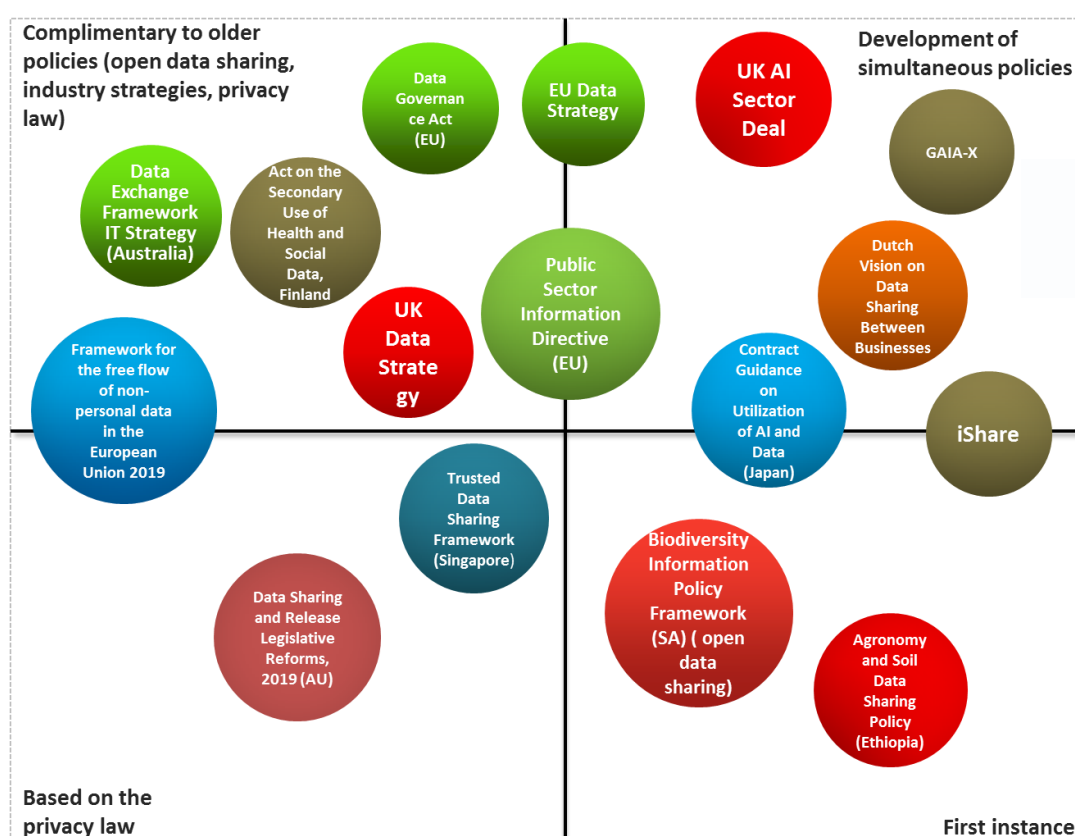 Complimentary to older
policies (open data sharing,
industry strategies, privacy
law)
Development of
simultaneous policies
Data
Governan
ce Act
(EU)
EU Data
Strategy
UK AI
Sector
Deal
GAIA-X
Data
Exchange
Framework
IT Strategy
(Australia)
Act on the
Secondary
Use of
Health and
Social
Data,
Finland
UK
Data
Strate
gy
Public
Sector
Information
Directive
(EU)
Dutch
Vision on
Data
Sharing
Between
Businesses
Framework for
the free flow
of non-
personal data
in the
European
Union 2019
Contract
Guidance
on
Utilization
of AI and
Data
(Japan)
iShare
Trusted
Data
Sharing
Framework
(Singapore)
Data Sharing
and Release
Legislative
Reforms,
2019 (AU)
Biodiversity
Information
Policy
Framework
(SA) ( open
data
sharing)
Agronomy
and Soil
Data
Sharing
Policy
(Ethiopia)
Based on the
privacy law
First instance